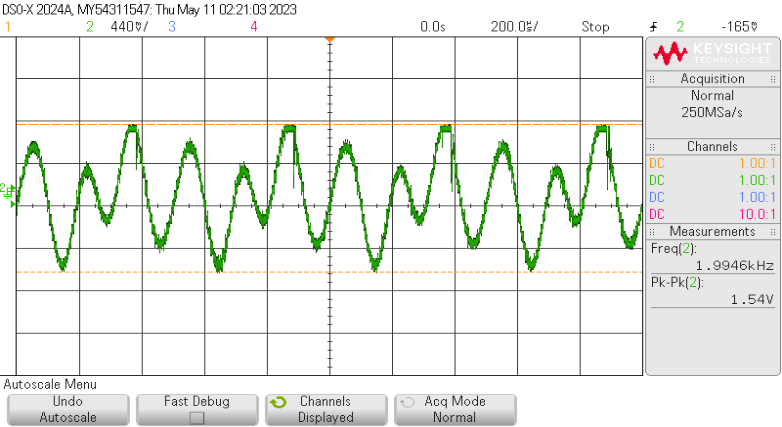 DSO-X 2024A, MY54311547: Thu May 11 02:21:03 2023
1 2 440mV/ 3 4 0.0s 200.0µs/ Stop 2 -165mV
KEYSIGHT
TECHNOLOGIES
Acquisition
Normal
250MSa/s
Channels
DC 1.00:1
DC 1.00:1
DC 1.00:1
DC 10.0:1
Measurements
Freq(2):
1.9946kHz
Pk-Pk(2):
1.54V
2
Autoscale Menu
Undo
Autoscale
Fast Debug
Channels
Displayed
Acq Mode
Normal